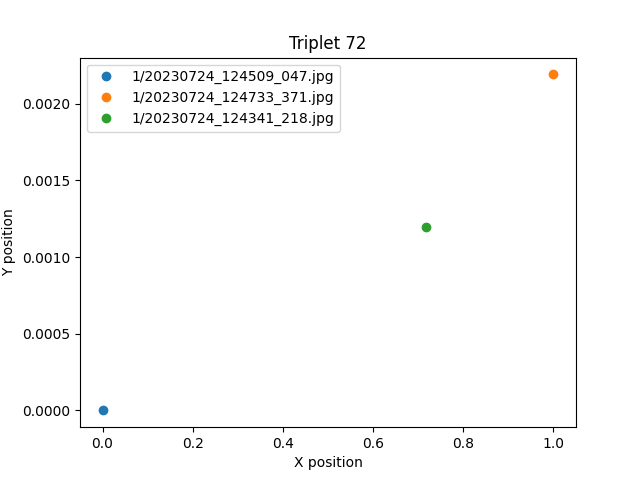 Triplet 72
1/20230724_124509_047.jpg
1/20230724_124733_371.jpg
1/20230724_124341_218.jpg
Y position
0.0020
0.0015
0.0010
0.0005
0.0000
0.0 0.2 0.4 0.6 0.8 1.0
X position